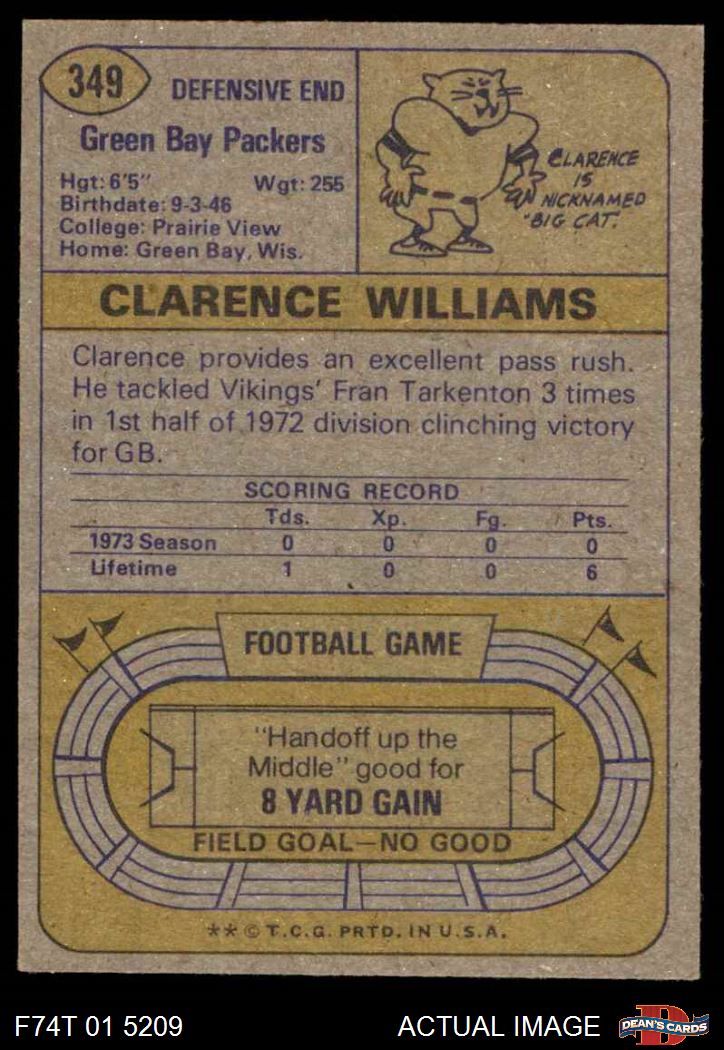 349
DEFENSIVE END
Green Bay Packers
Hgt: 6'5" Wgt: 255
Birthdate: 9-3-46
College: Prairie View
Home: Green Bay, Wis.
CLARENCE
IS
NICKNAMED
"BIG CAT."
CLARENCE WILLIAMS
Clarence provides an excellent pass rush.
He tackled Vikings' Fran Tarkenton 3 times
in 1st half of 1972 division clinching victory
for GB.
SCORING RECORD
Tds. Xp. Fg. Pts.
1973 Season 0 0 0 0
Lifetime 1 0 0 6
FOOTBALL GAME
"Handoff up the
Middle" good for
8 YARD GAIN
FIELD GOAL—NO GOOD
** © T.C.G. PRTD. IN U.S.A.
F74T 01 5209 ACTUAL IMAGE
D
DEAN'S CARDS